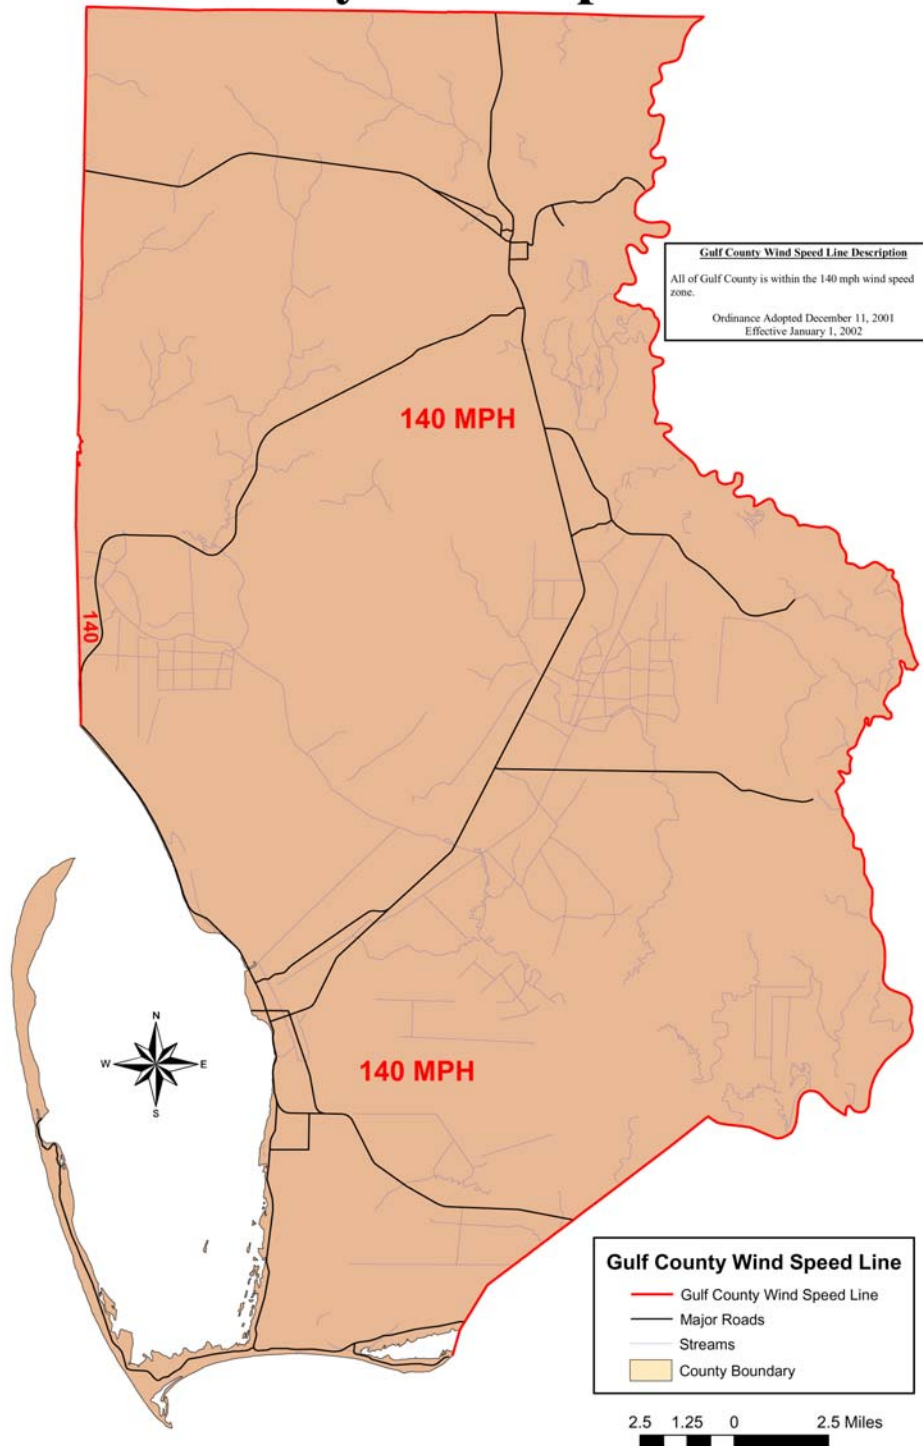 Gulf County Wind Speed Line Description
All of Gulf County is within the 140 mph wind speed
zone.
Ordinance Adopted December 11, 2001
Effective January 1, 2002
140 MPH
140
N
W E
S
140 MPH
Gulf County Wind Speed Line
Gulf County Wind Speed Line
Major Roads
Streams
County Boundary
2.5 1.25 0 2.5 Miles